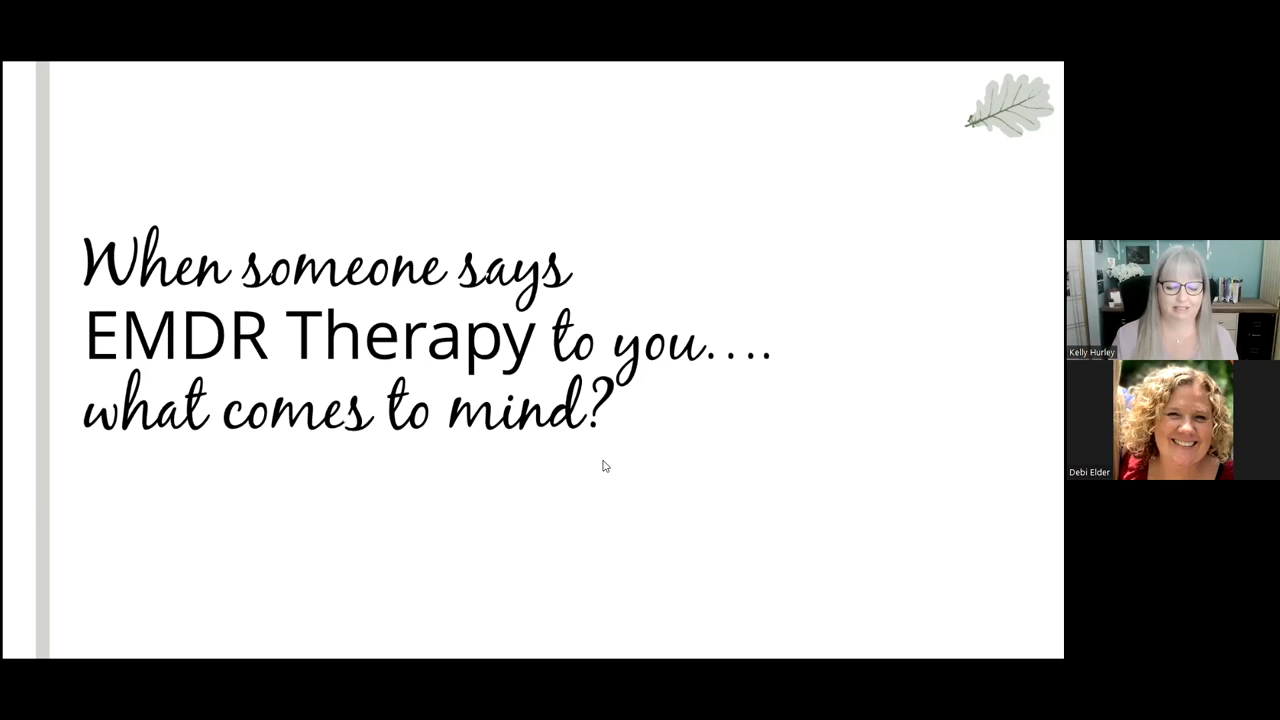 When someone says
EMDR Therapy to you....
what comes to mind?
Kelly Hurley
Debi Elder